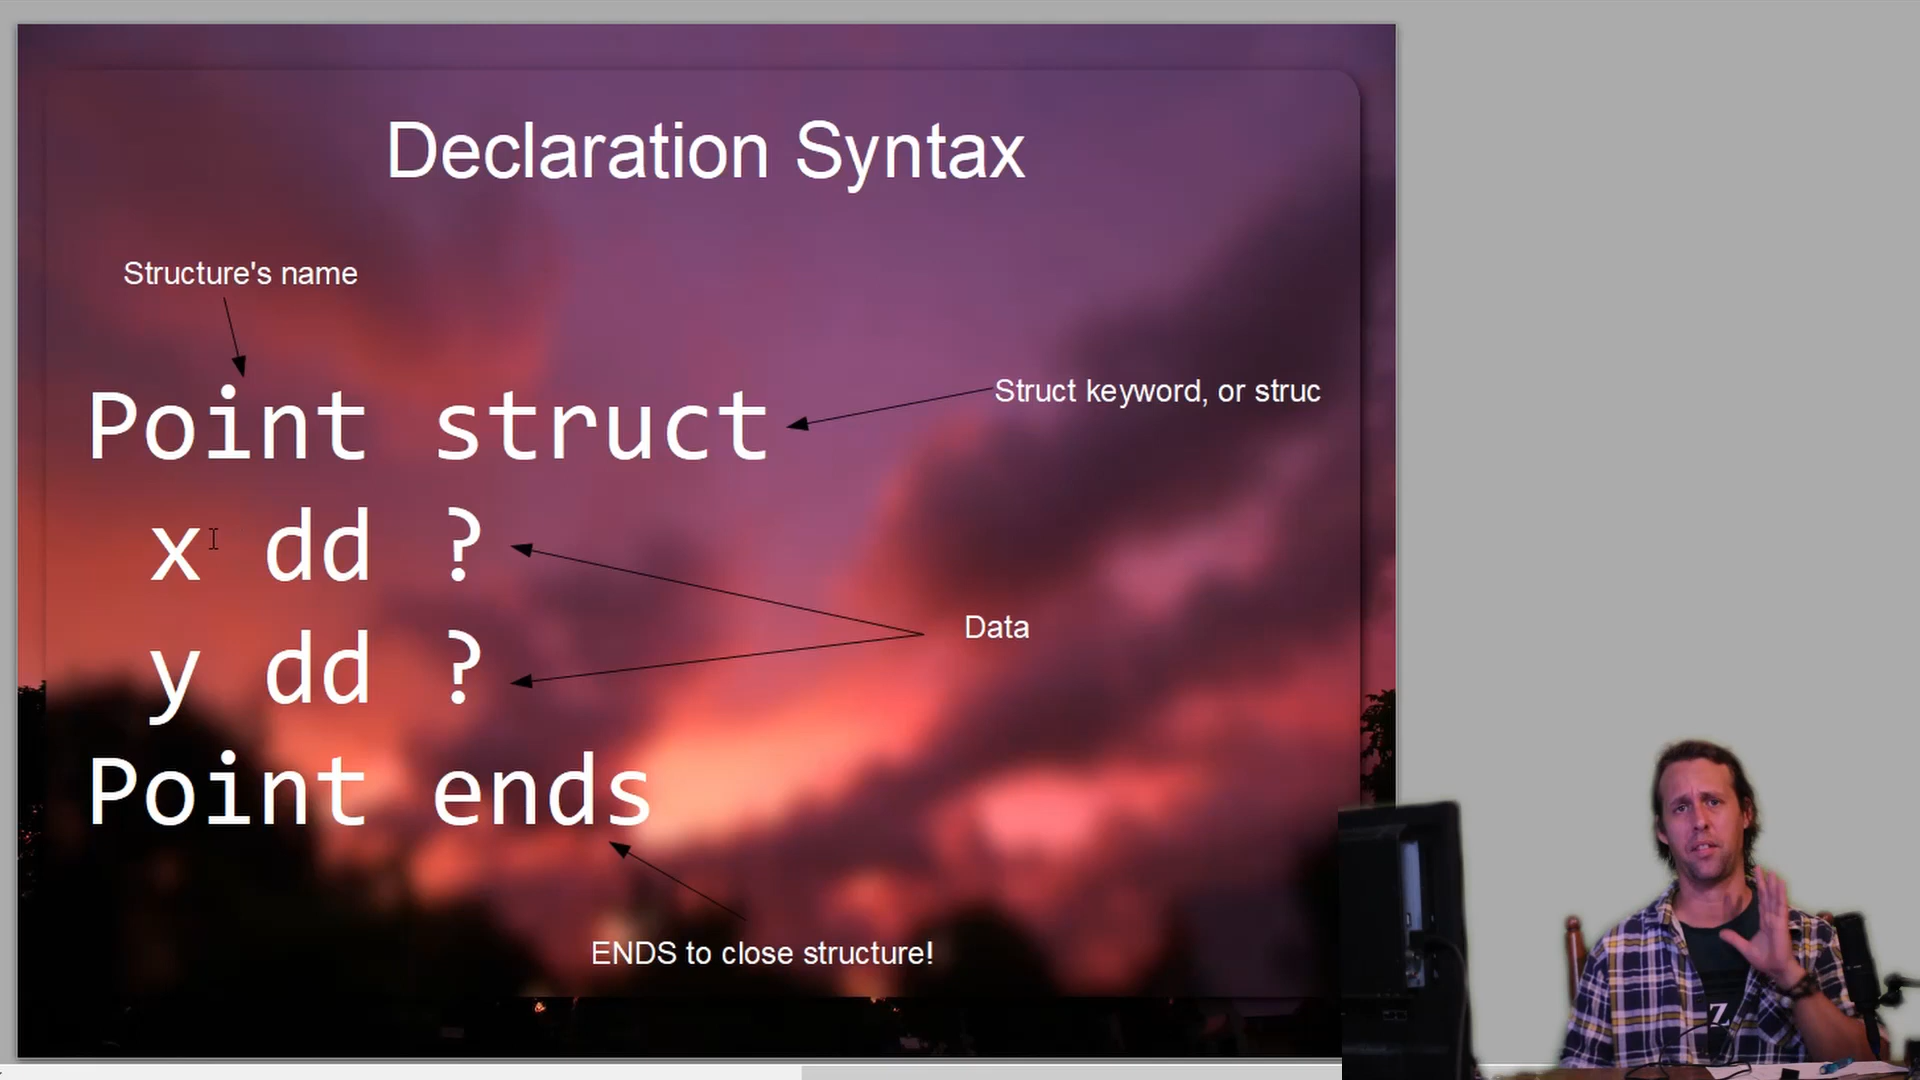 Declaration Syntax
Structure's name
Point struct
Struct keyword, or struc
x dd ?
y dd ?
Data
Point ends
ENDS to close structure!
Z